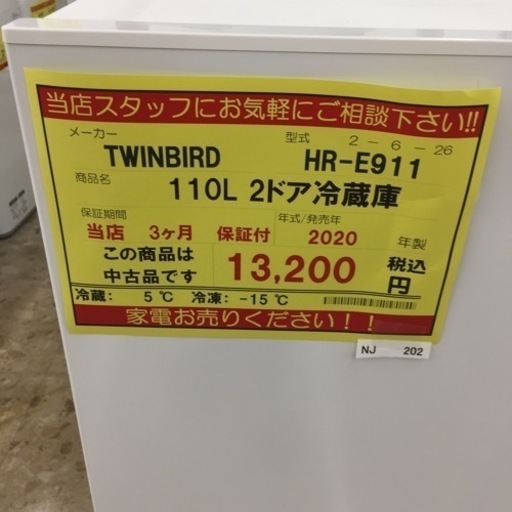 当店スタッフにお気軽にご相談下さい!!
メーカー 型式 2-6-26
TWINBIRD HR-E911
商品名 110L 2ドア冷蔵庫
保証期間 年式/発売年
当店 3ヶ月 保証付 2020 年製
この商品は
中古品です 13,200 税込
円
冷蔵: 5℃ 冷凍: -15℃
家電お売りください！！
NJ 202